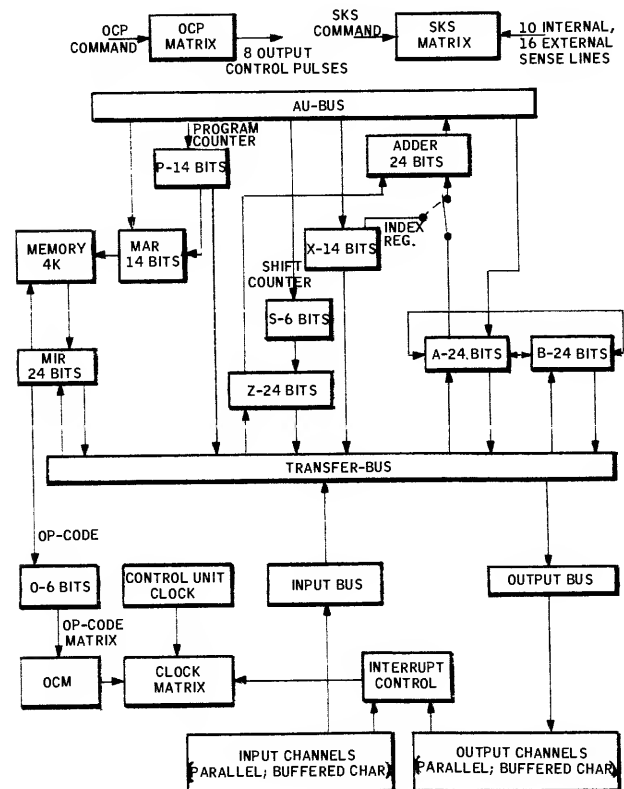 OCP
COMMAND
OCP
MATRIX
8 OUTPUT
CONTROL PULSES
SKS
COMMAND
SKS
MATRIX
10 INTERNAL,
16 EXTERNAL
SENSE LINES
AU-BUS
PROGRAM
COUNTER
P-14 BITS
ADDER
24 BITS
MEMORY
4K
MAR
14 BITS
X-14 BITS
INDEX
REG.
SHIFT
COUNTER
S-6 BITS
MIR
24 BITS
Z-24 BITS
A-24.BITS
B-24 BITS
TRANSFER-BUS
OP-CODE
0-6 BITS
CONTROL UNIT
CLOCK
INPUT BUS
OUTPUT BUS
OP-CODE
MATRIX
OCM
CLOCK
MATRIX
INTERRUPT
CONTROL
INPUT CHANNELS
(PARALLEL; BUFFERED CHAR)
OUTPUT CHANNELS
(PARALLEL; BUFFERED CHAR)